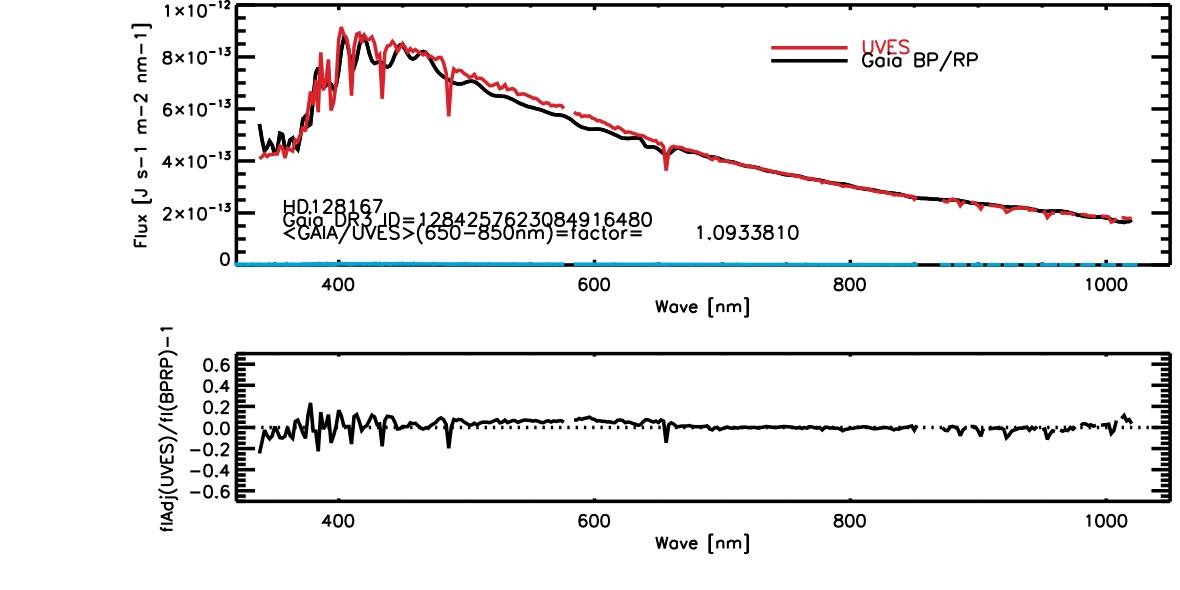 1×10−12
8×10−13
6×10−13
4×10−13
2×10−13
0
Flux [J s−1 m−2 nm−1]
UVES
Gaia BP/RP
HD128167
Gaia DR3 ID=1284257623084916480
<GAIA/UVES>(650−850nm)=factor= 1.0933810
400 600 800 1000
Wave [nm]
flAdj(UVES)/fl(BPRP)−1
0.6
0.4
0.2
0.0
−0.2
−0.4
−0.6
400 600 800 1000
Wave [nm]